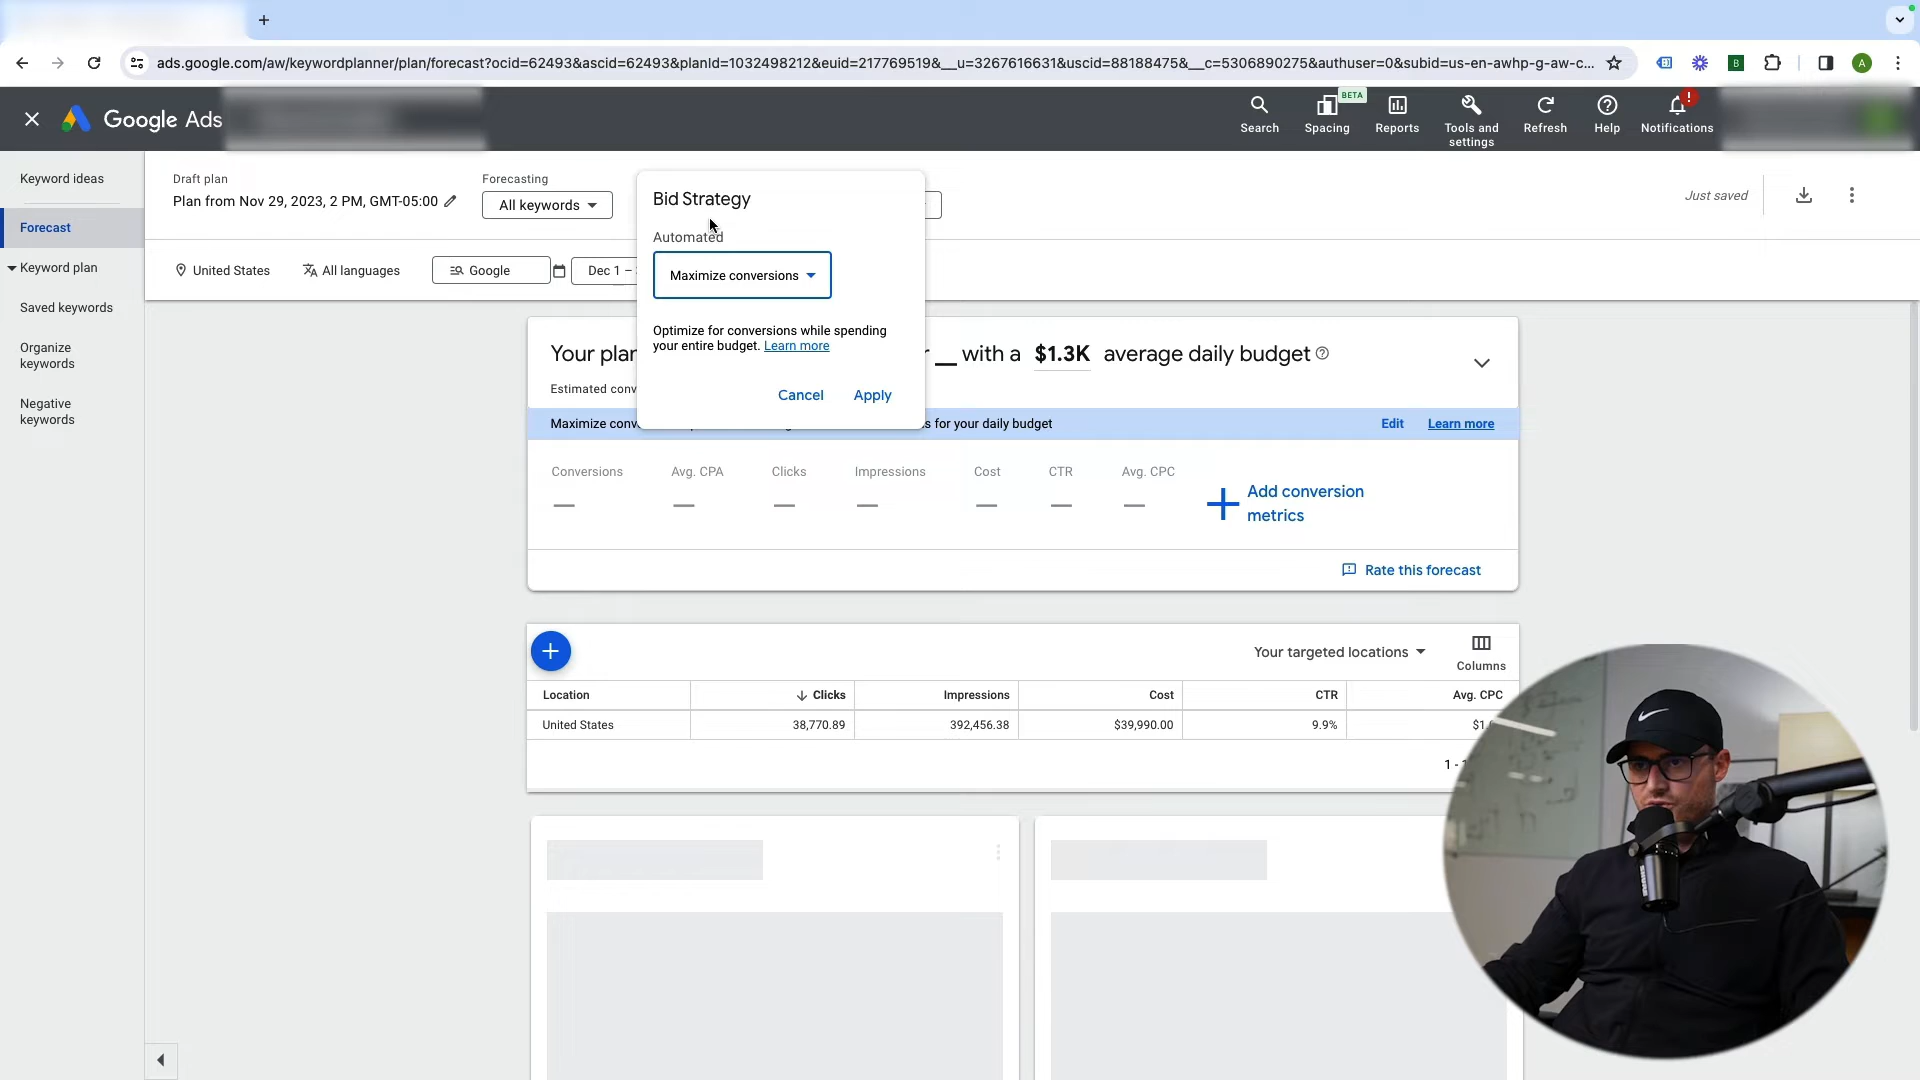 ads.google.com/aw/keywordplanner/plan/forecast?ocid=62493&ascid=62493&planId=1032498212&euid=217769519&__u=3267616631&uscid=88188475&__c=5306890275&authuser=0&subid=us-en-awhp-g-aw-c...
B
A
Google Ads
Search
BETA
Spacing
Reports
Tools and
settings
Refresh
Help
!
Notifications
Keyword ideas
Forecast
Keyword plan
Saved keywords
Organize
keywords
Negative
keywords
Draft plan
Plan from Nov 29, 2023, 2 PM, GMT-05:00
Forecasting
All keywords
Just saved
United States
All languages
Google
Dec 1 –
Bid Strategy
Automated
Maximize conversions
Optimize for conversions while spending
your entire budget. Learn more
Cancel
Apply
Your plan
with a $1.3K average daily budget
Estimated conv
Maximize conv
s for your daily budget
Edit
Learn more
Conversions
Avg. CPA
Clicks
Impressions
Cost
CTR
Avg. CPC
—
—
—
—
—
—
—
Add conversion
metrics
Rate this forecast
Your targeted locations
Columns
Location
Clicks
Impressions
Cost
CTR
Avg. CPC
United States
38,770.89
392,456.38
$39,990.00
9.9%
$1.
1 -